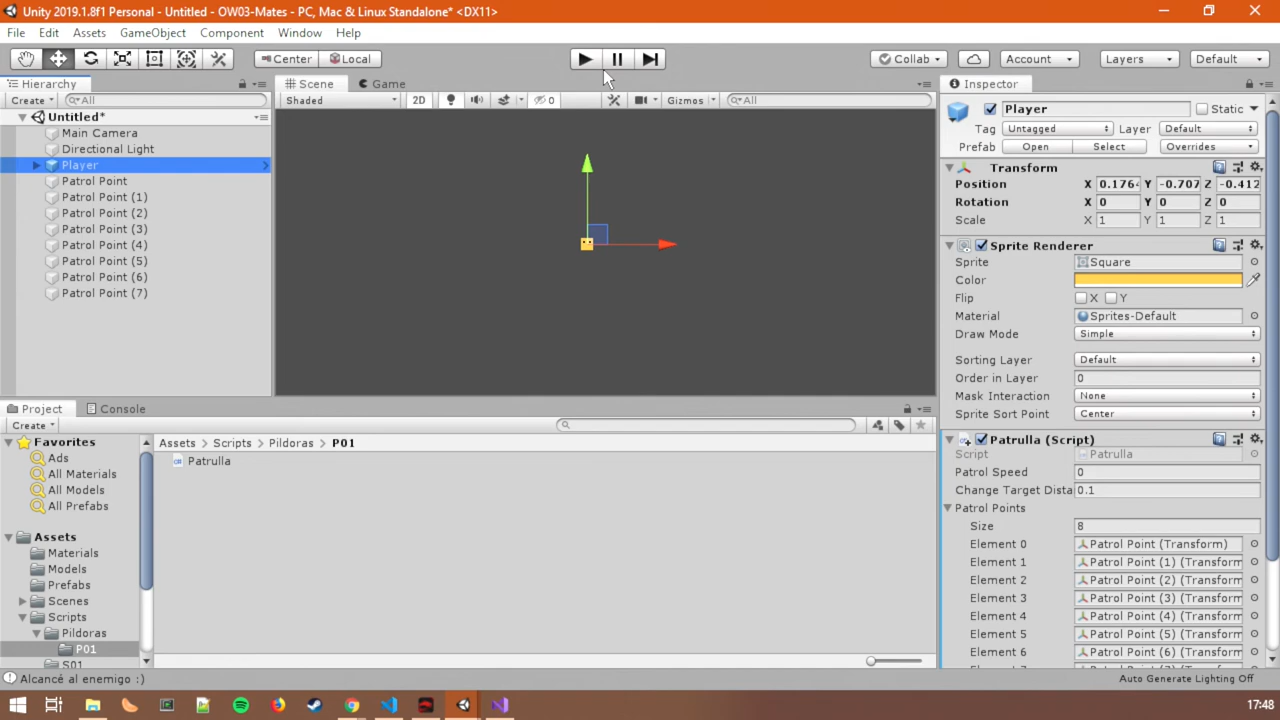 Unity 2019.1.8f1 Personal - Untitled - OW03-Mates - PC, Mac & Linux Standalone* <DX11>
File Edit Assets GameObject Component Window Help
Center Local Collab Account Layers Default
Hierarchy
Create All
Untitled*
Main Camera
Directional Light
Player
Patrol Point
Patrol Point (1)
Patrol Point (2)
Patrol Point (3)
Patrol Point (4)
Patrol Point (5)
Patrol Point (6)
Patrol Point (7)
Scene Game
Shaded 2D 0 Gizmos All
Inspector
Player Static
Tag Untagged Layer Default
Prefab Open Select Overrides
Transform
Position X 0.176 Y -0.707 Z -0.412
Rotation X 0 Y 0 Z 0
Scale X 1 Y 1 Z 1
Sprite Renderer
Sprite Square
Color
Flip X Y
Material Sprites-Default
Draw Mode Simple
Sorting Layer Default
Order in Layer 0
Mask Interaction None
Sprite Sort Point Center
Patrulla (Script)
Script Patrulla
Patrol Speed 0
Change Target Dista 0.1
Patrol Points
Size 8
Element 0 Patrol Point (Transform)
Element 1 Patrol Point (1) (Transform
Element 2 Patrol Point (2) (Transform
Element 3 Patrol Point (3) (Transform
Element 4 Patrol Point (4) (Transform
Element 5 Patrol Point (5) (Transform
Element 6 Patrol Point (6) (Transform
Project Console
Create
Favorites
Ads
All Materials
All Models
All Prefabs
Assets
Materials
Models
Prefabs
Scenes
Scripts
Pildoras
P01
S01
Assets > Scripts > Pildoras > P01
Patrulla
Alcancé al enemigo :)
Auto Generate Lighting Off
17:48